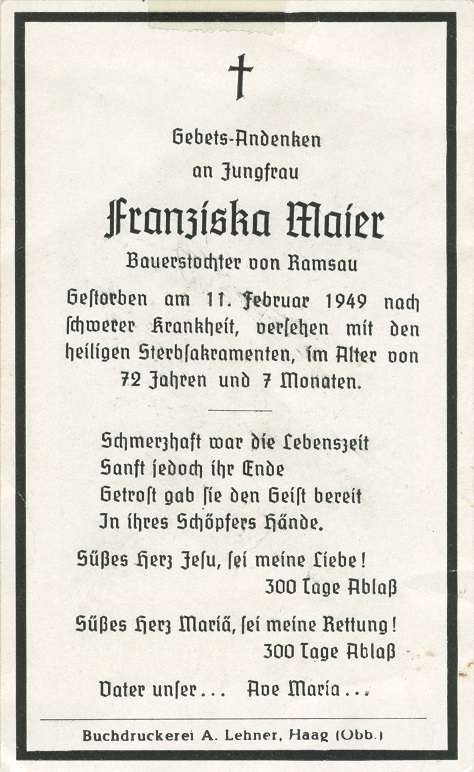 Gebets-Andenken
an Jungfrau
Franziska Maier
Bauerstochter von Ramsau
Gestorben am 11. Februar 1949 nach
schwerer Krankheit, versehen mit den
heiligen Sterbsakramenten, im Alter von
72 Jahren und 7 Monaten.
Schmerzhaft war die Lebenszeit
Sanft jedoch ihr Ende
Getrost gab sie den Geist bereit
In ihres Schöpfers Hände.
Süßes Herz Jesu, sei meine Liebe!
300 Tage Ablaß
Süßes Herz Mariä, sei meine Rettung!
300 Tage Ablaß
Vater unser... Ave Maria...
Buchdruckerei A. Lehner, Haag (Obb.)